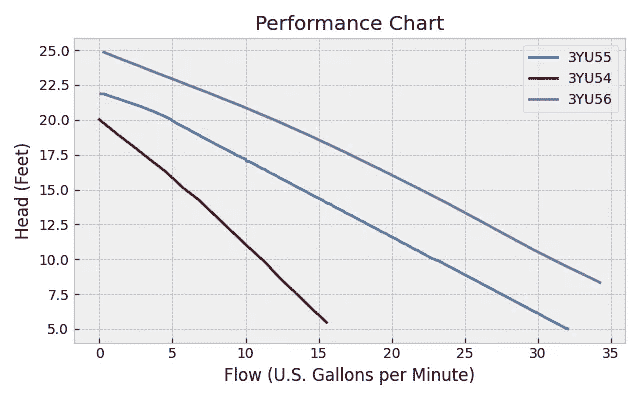 Performance Chart
25.0
22.5
20.0
17.5
15.0
12.5
10.0
7.5
5.0
Head (Feet)
3YU55
3YU54
3YU56
0 5 10 15 20 25 30 35
Flow (U.S. Gallons per Minute)